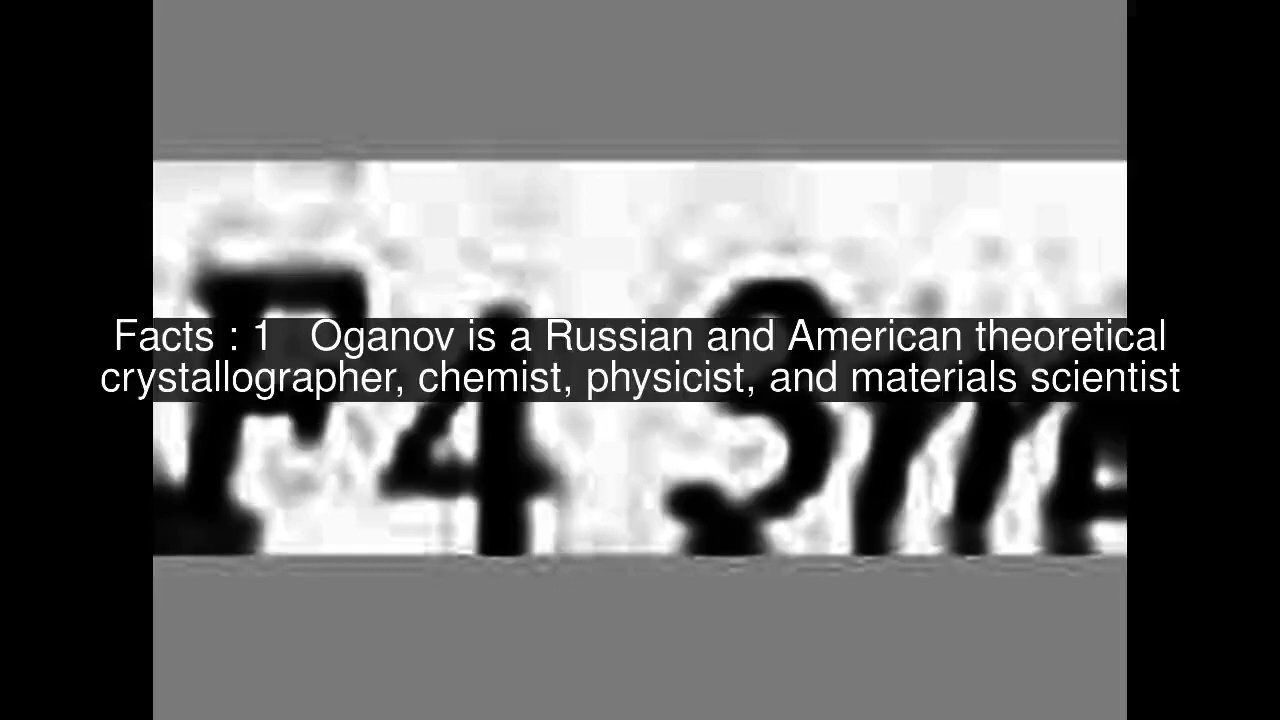 Facts : 1 Oganov is a Russian and American theoretical
crystallographer, chemist, physicist, and materials scientist